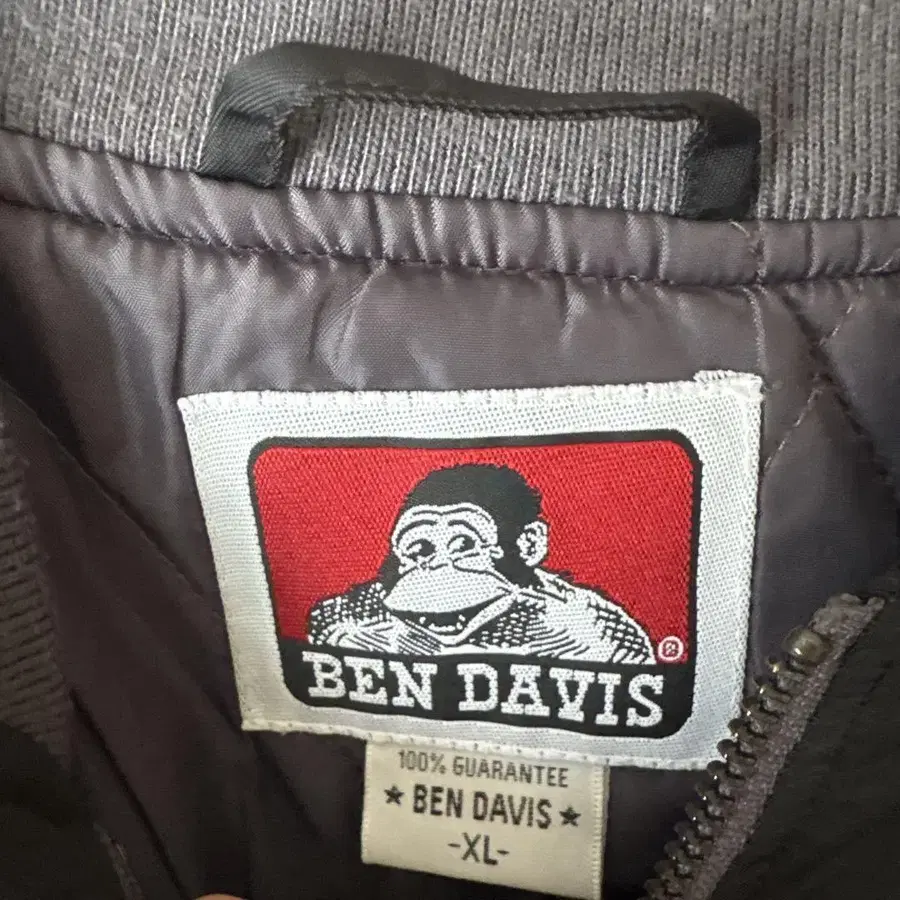 BEN DAVIS
®
100% GUARANTEE
★ BEN DAVIS ★
-XL-